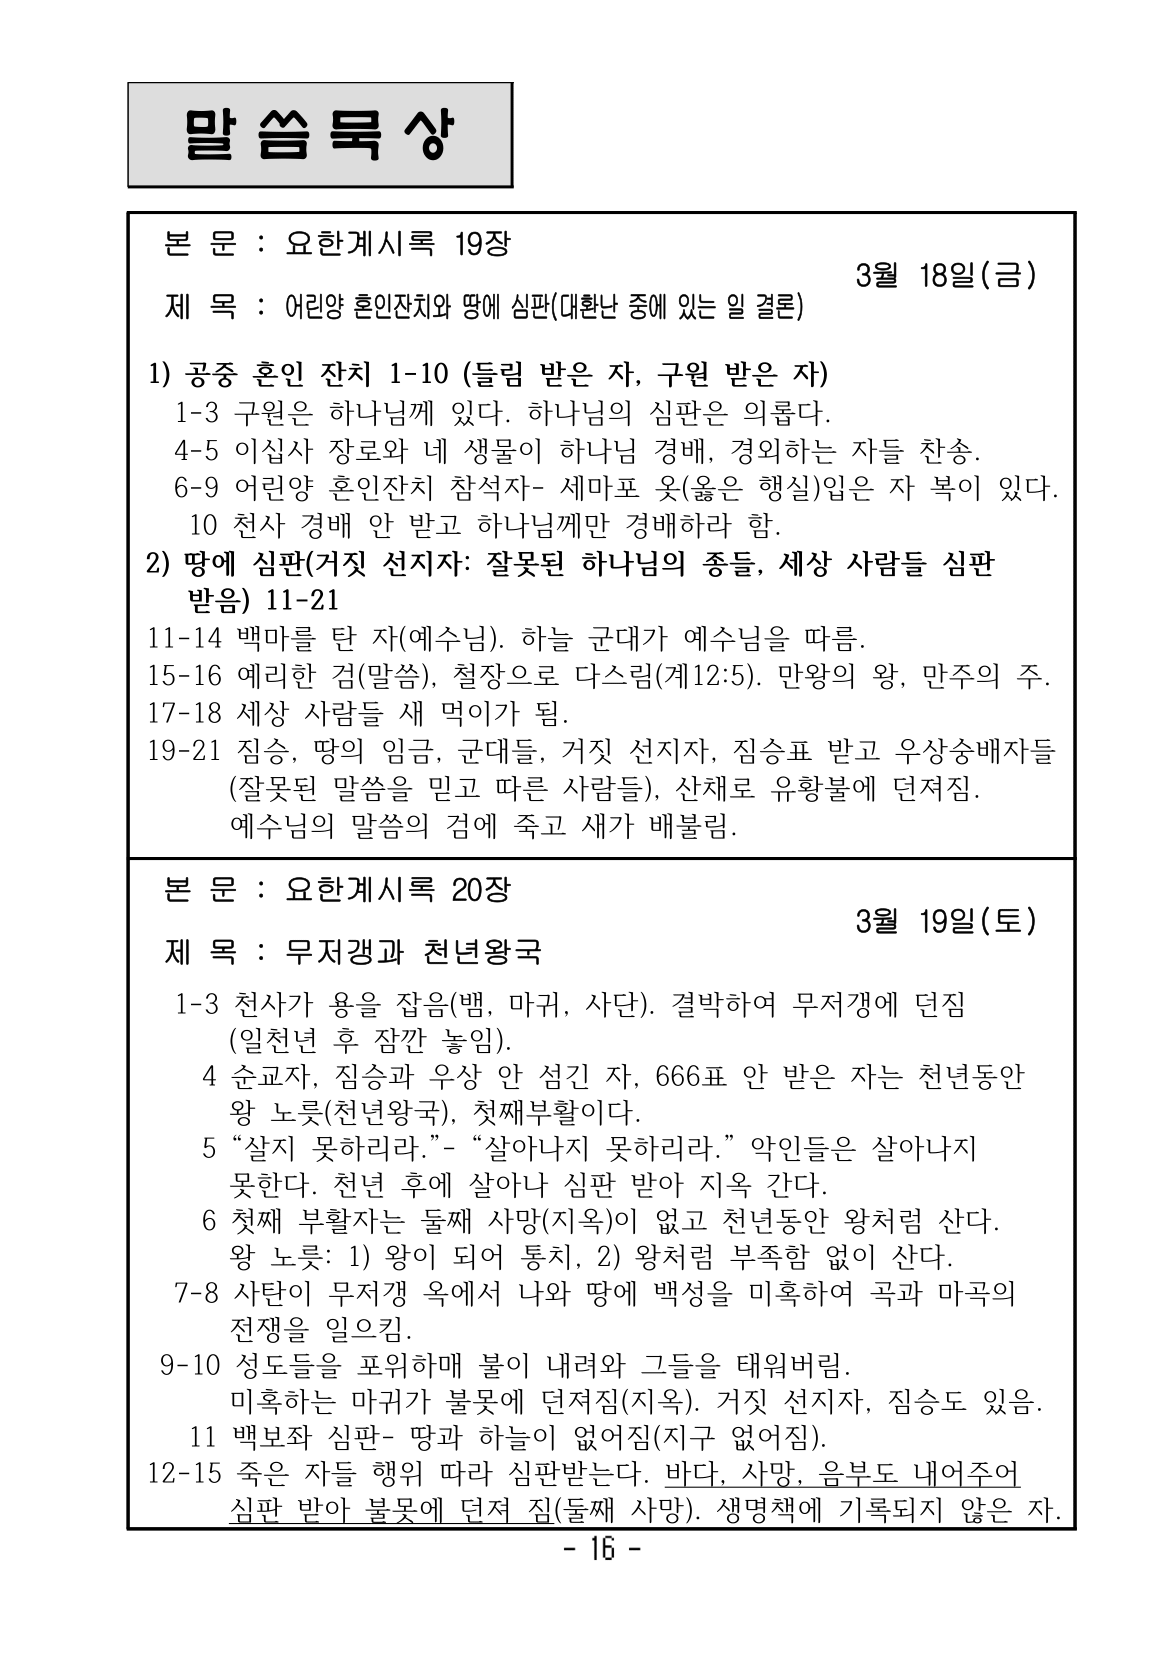 말씀묵상
본 문 : 요한계시록 19장
3월 18일(금)
제 목 : 어린양 혼인잔치와 땅에 심판(대환난 중에 있는 일 결론)
1) 공중 혼인 잔치 1-10 (들림 받은 자, 구원 받은 자)
1-3 구원은 하나님께 있다. 하나님의 심판은 의롭다.
4-5 이십사 장로와 네 생물이 하나님 경배, 경외하는 자들 찬송.
6-9 어린양 혼인잔치 참석자- 세마포 옷(옳은 행실)입은 자 복이 있다.
10 천사 경배 안 받고 하나님께만 경배하라 함.
2) 땅에 심판(거짓 선지자: 잘못된 하나님의 종들, 세상 사람들 심판
받음) 11-21
11-14 백마를 탄 자(예수님). 하늘 군대가 예수님을 따름.
15-16 예리한 검(말씀), 철장으로 다스림(계12:5). 만왕의 왕, 만주의 주.
17-18 세상 사람들 새 먹이가 됨.
19-21 짐승, 땅의 임금, 군대들, 거짓 선지자, 짐승표 받고 우상숭배자들
(잘못된 말씀을 믿고 따른 사람들), 산채로 유황불에 던져짐.
예수님의 말씀의 검에 죽고 새가 배불림.
본 문 : 요한계시록 20장
3월 19일(토)
제 목 : 무저갱과 천년왕국
1-3 천사가 용을 잡음(뱀, 마귀, 사단). 결박하여 무저갱에 던짐
(일천년 후 잠깐 놓임).
4 순교자, 짐승과 우상 안 섬긴 자, 666표 안 받은 자는 천년동안
왕 노릇(천년왕국), 첫째부활이다.
5 “살지 못하리라.”- “살아나지 못하리라.” 악인들은 살아나지
못한다. 천년 후에 살아나 심판 받아 지옥 간다.
6 첫째 부활자는 둘째 사망(지옥)이 없고 천년동안 왕처럼 산다.
왕 노릇: 1) 왕이 되어 통치, 2) 왕처럼 부족함 없이 산다.
7-8 사탄이 무저갱 옥에서 나와 땅에 백성을 미혹하여 곡과 마곡의
전쟁을 일으킴.
9-10 성도들을 포위하매 불이 내려와 그들을 태워버림.
미혹하는 마귀가 불못에 던져짐(지옥). 거짓 선지자, 짐승도 있음.
11 백보좌 심판- 땅과 하늘이 없어짐(지구 없어짐).
12-15 죽은 자들 행위 따라 심판받는다. 바다, 사망, 음부도 내어주어
심판 받아 불못에 던져 짐(둘째 사망). 생명책에 기록되지 않은 자.
- 16 -